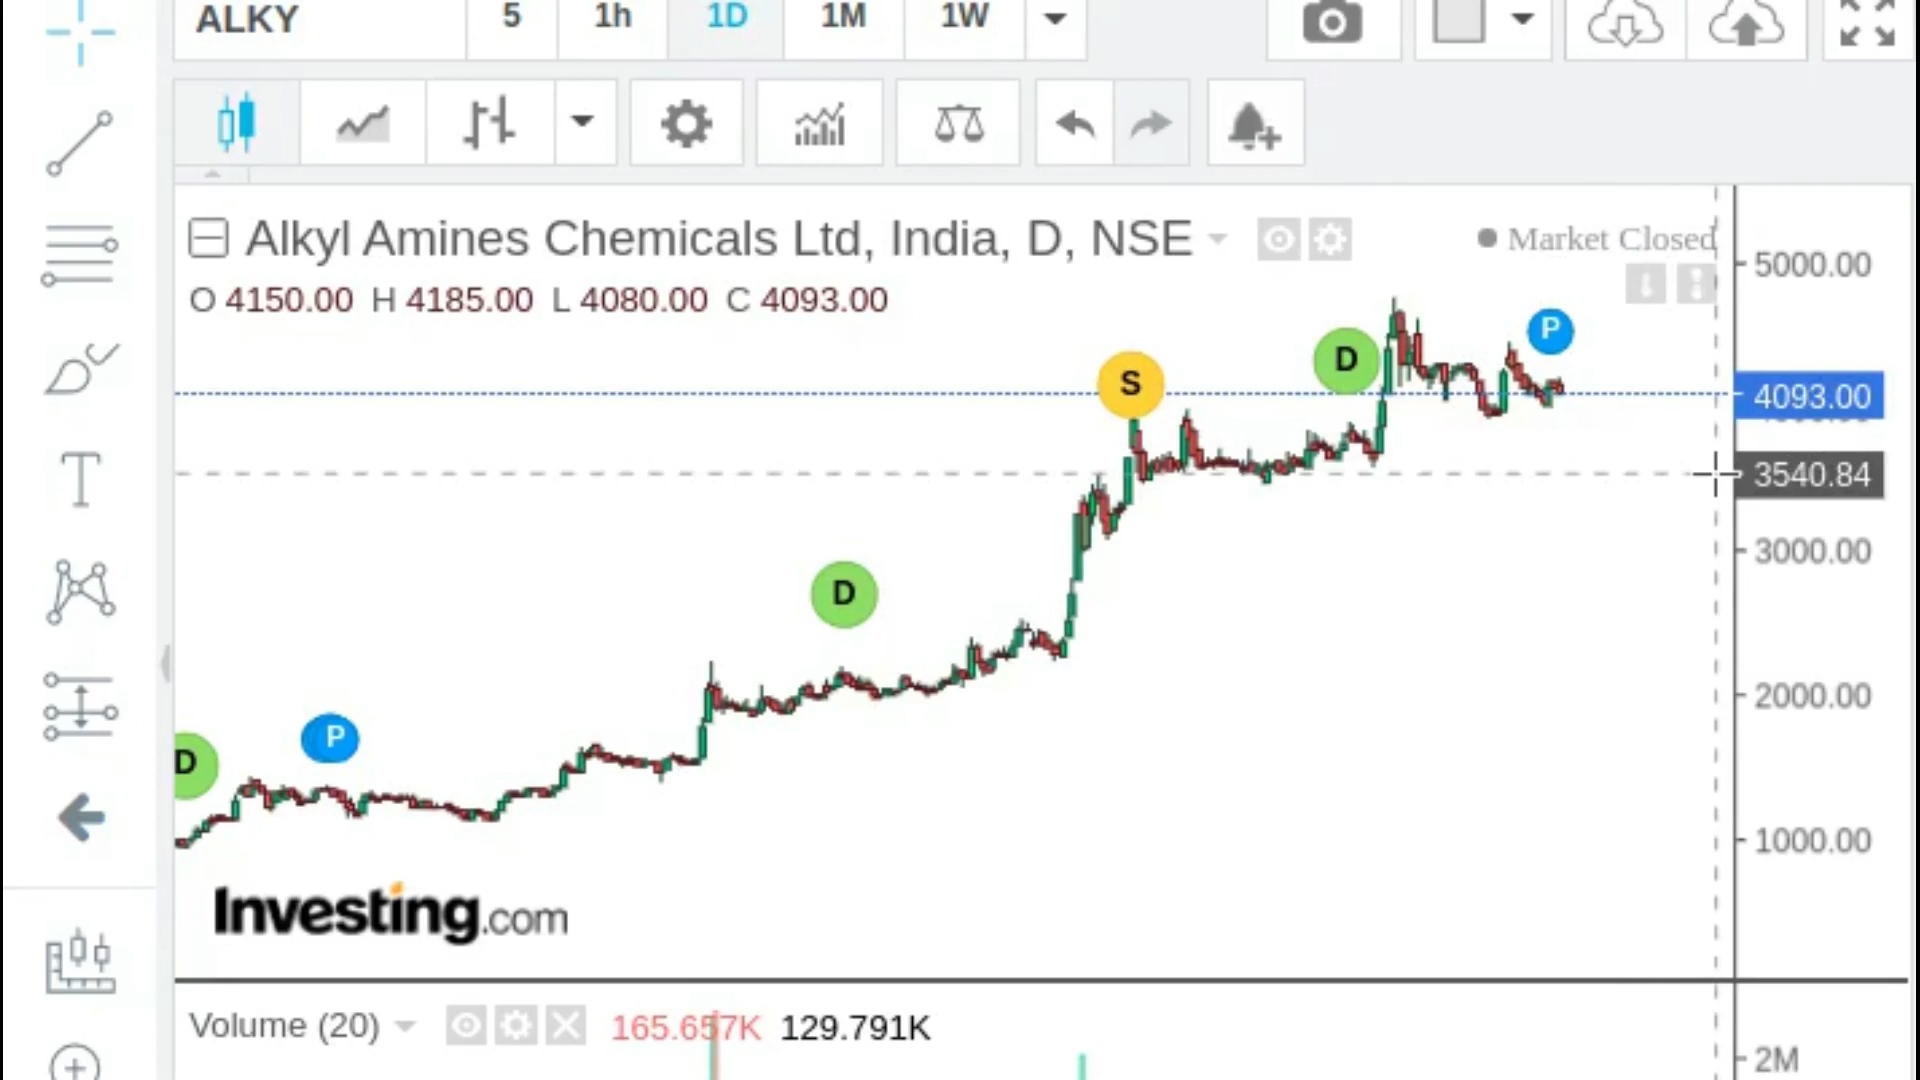 ALKY 5 1h 1D 1M 1W
Alkyl Amines Chemicals Ltd, India, D, NSE
Market Closed
O 4150.00 H 4185.00 L 4080.00 C 4093.00
5000.00
P
D
S
4093.00
3540.84
3000.00
D
2000.00
P
D
1000.00
Investing.com
Volume (20) 165.657K 129.791K
2M
T